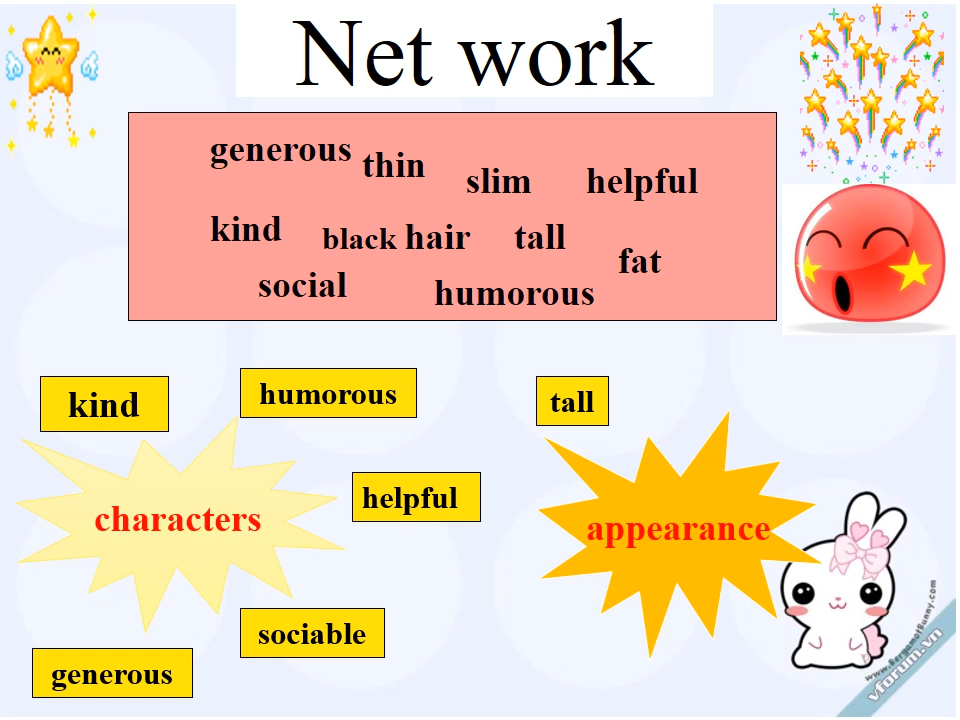 Net work
generous thin slim helpful
kind black hair tall fat
social humorous
kind
humorous
tall
helpful
characters
appearance
sociable
generous
www.BergamotBunny.com
vforum.vn